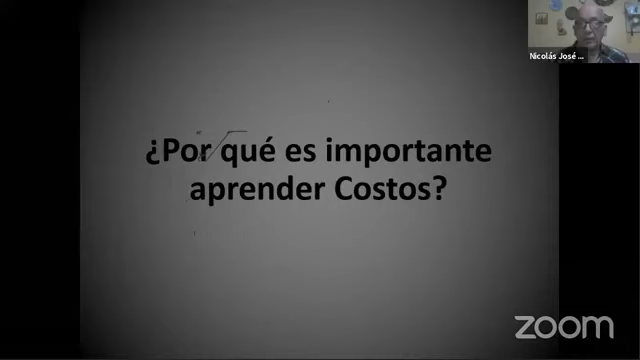 Nicolás José ...
¿Por qué es importante
aprender Costos?
zoom